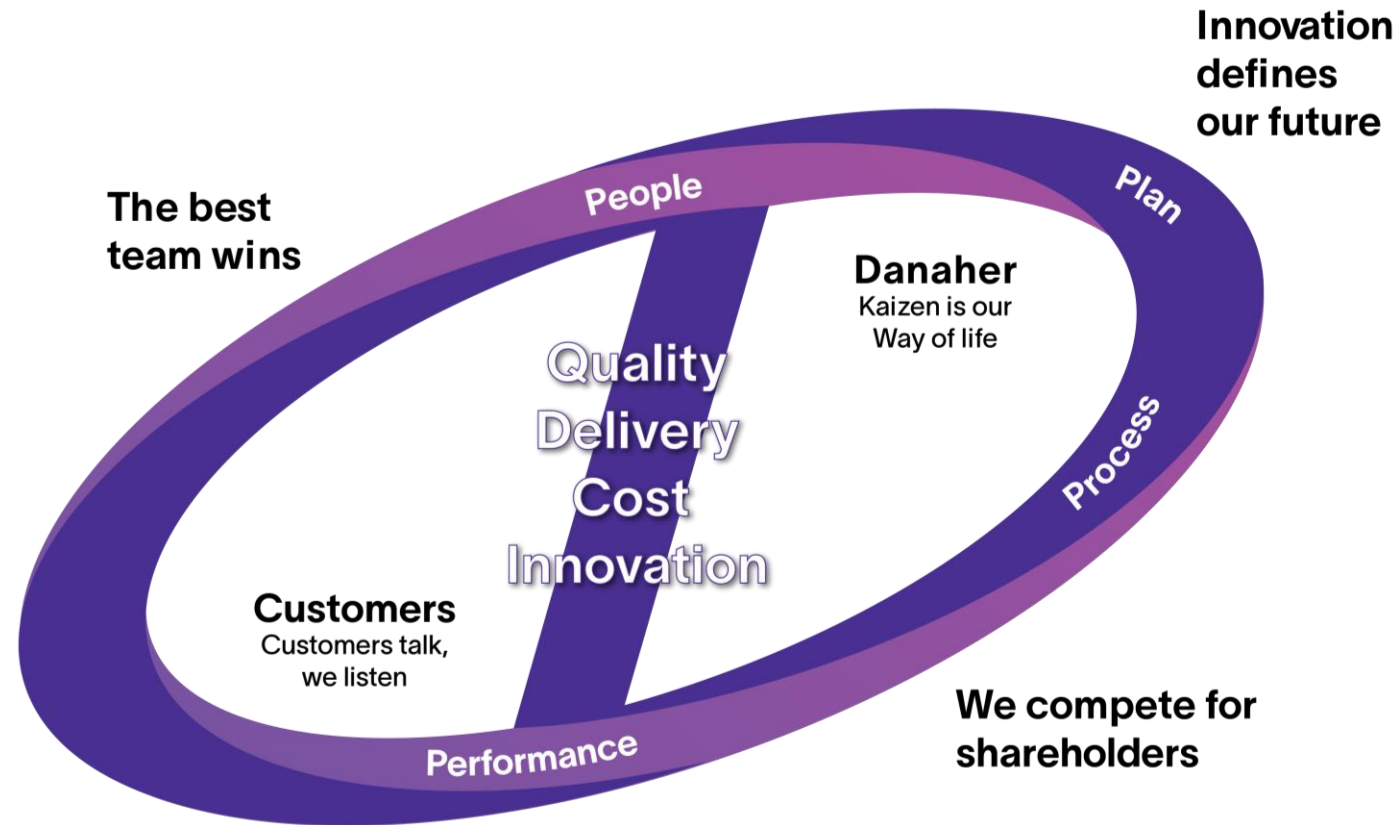 Innovation
defines
our future
Plan
People
The best
team wins
Danaher
Kaizen is our
Way of life
Quality
Delivery
Cost
Innovation
Process
Customers
Customers talk,
we listen
We compete for
shareholders
Performance